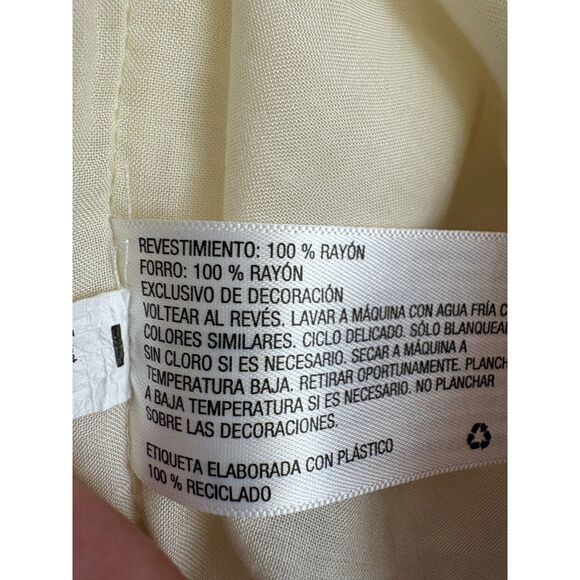 REVESTIMIENTO: 100 % RAYÓN
FORRO: 100 % RAYÓN
EXCLUSIVO DE DECORACIÓN
VOLTEAR AL REVÉS. LAVAR A MÁQUINA CON AGUA FRÍA C
COLORES SIMILARES. CICLO DELICADO. SÓLO BLANQUEA
SIN CLORO SI ES NECESARIO. SECAR A MÁQUINA A
TEMPERATURA BAJA. RETIRAR OPORTUNAMENTE. PLANCH
A BAJA TEMPERATURA SI ES NECESARIO. NO PLANCHAR
SOBRE LAS DECORACIONES.
ETIQUETA ELABORADA CON PLÁSTICO
100 % RECICLADO